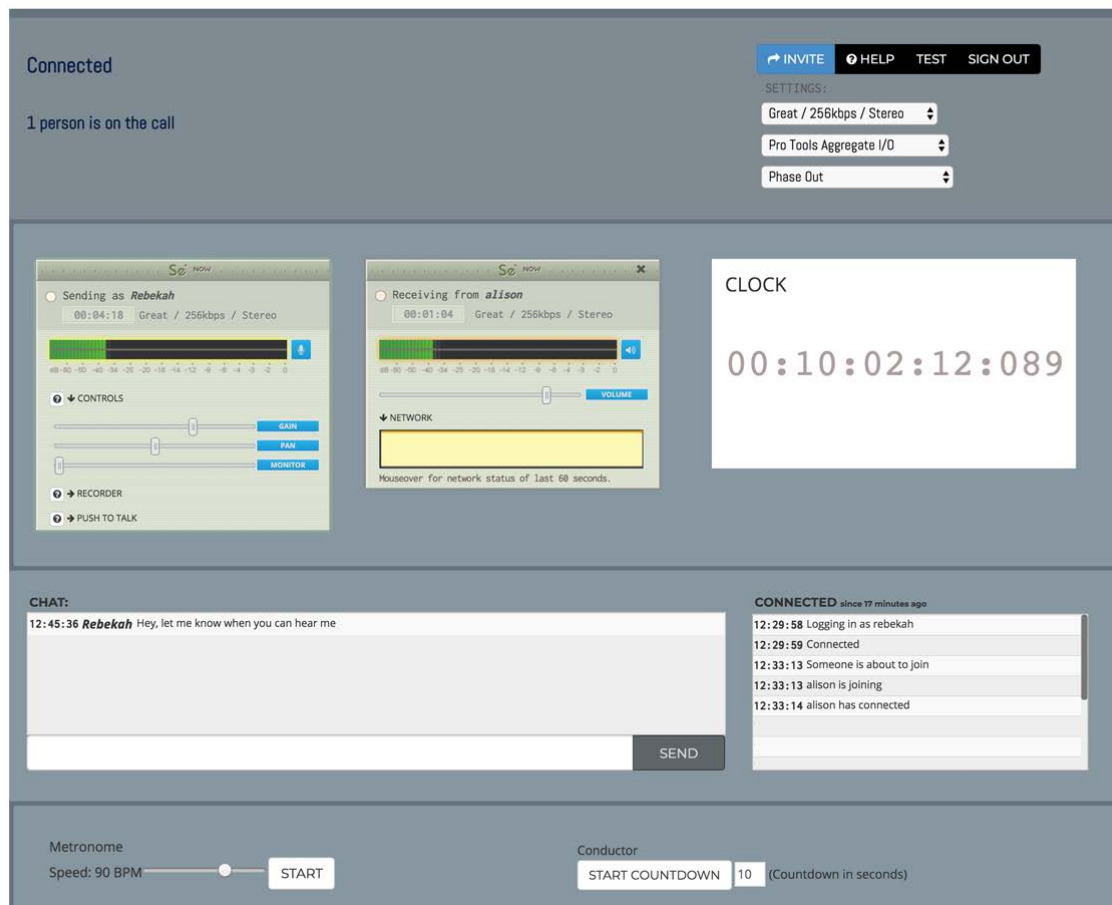 Connected
1 person is on the call
INVITE HELP TEST SIGN OUT
SETTINGS:
Great / 256kbps / Stereo
Pro Tools Aggregate I/O
Phase Out
Se NOW
Sending as Rebekah
00:04:18 Great / 256kbps / Stereo
CONTROLS
GAIN
PAN
MONITOR
RECORDER
PUSH TO TALK
Se NOW
Receiving from alison
00:01:04 Great / 256kbps / Stereo
VOLUME
NETWORK
Mouseover for network status of last 60 seconds.
CLOCK
00:10:02:12:089
CHAT:
12:45:36 Rebekah Hey, let me know when you can hear me
SEND
CONNECTED since 17 minutes ago
12:29:58 Logging in as rebekah
12:29:59 Connected
12:33:13 Someone is about to join
12:33:13 alison is joining
12:33:14 alison has connected
Metronome
Speed: 90 BPM START
Conductor
START COUNTDOWN 10 (Countdown in seconds)